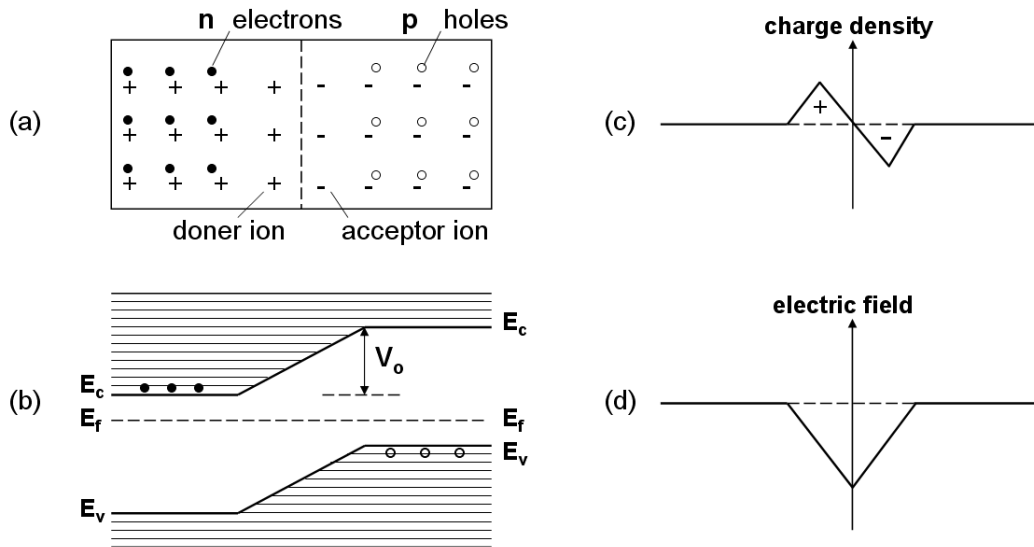 n electrons p holes
(a)
doner ion acceptor ion
(b)
E_c
E_c
V_o
E_f
E_f
E_v
E_v
(c)
charge density
+
-
(d)
electric field